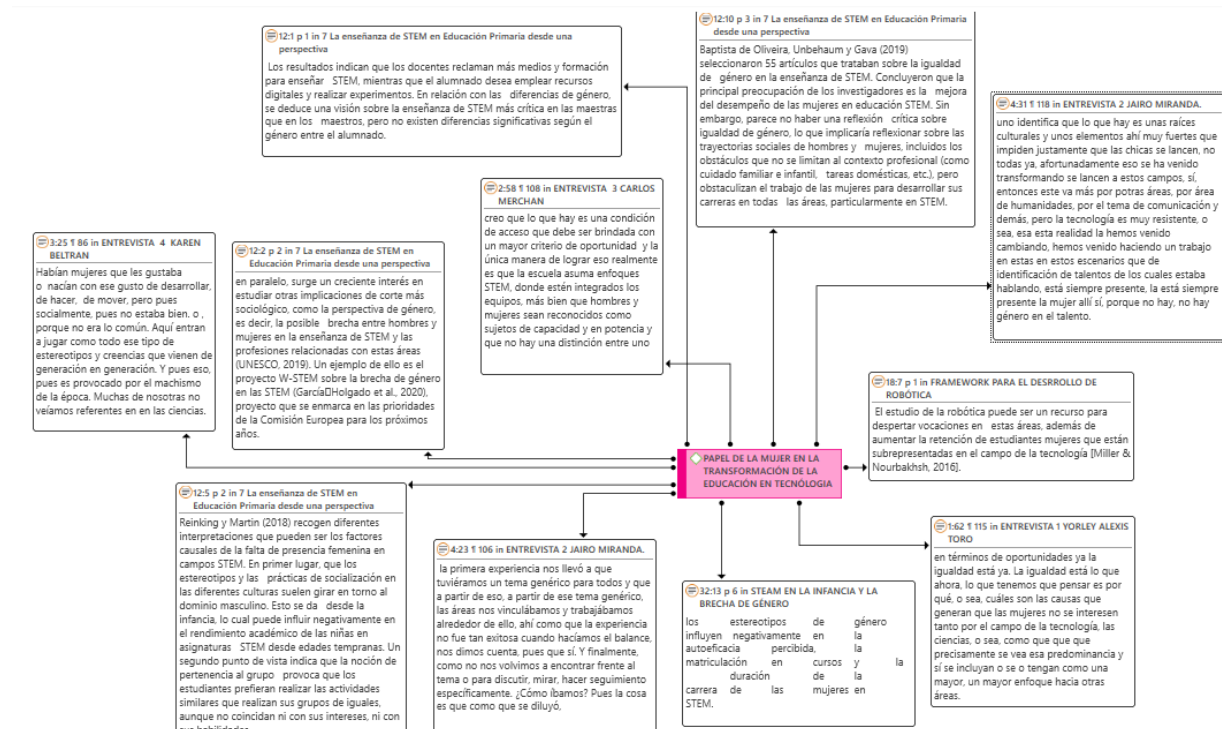 12:1 p 1 in 7 La enseñanza de STEM en Educación Primaria desde una
perspectiva
Los resultados indican que los docentes reclaman más medios y formación
para enseñar STEM, mientras que el alumnado desea emplear recursos
digitales y realizar experimentos. En relación con las diferencias de género,
se deduce una visión sobre la enseñanza de STEM más crítica en las maestras
que en los maestros, pero no existen diferencias significativas según el
género entre el alumnado.
12:10 p 3 in 7 La enseñanza de STEM en Educación Primaria
desde una perspectiva
Baptista de Oliveira, Unbehaum y Gava (2019)
seleccionaron 55 artículos que trataban sobre la igualdad
de género en la enseñanza de STEM. Concluyeron que la
principal preocupación de los investigadores es la mejora
del desempeño de las mujeres en educación STEM. Sin
embargo, parece no haber una reflexión crítica sobre
igualdad de género, lo que implicaría reflexionar sobre las
trayectorias sociales de hombres y mujeres, incluidos los
obstáculos que no se limitan al contexto profesional (como
cuidado familiar e infantil, tareas domésticas, etc.), pero
obstaculizan el trabajo de las mujeres para desarrollar sus
carreras en todas las áreas, particularmente en STEM.
4:31 ¶ 118 in ENTREVISTA 2 JAIRO MIRANDA.
uno identifica que lo que hay es unas raíces
culturales y unos elementos ahí muy fuertes que
impiden justamente que las chicas se lancen, no
todas ya, afortunadamente eso se ha venido
transformando se lancen a estos campos, sí,
entonces este va más por potras áreas, por área
de humanidades, por el tema de comunicación y
demás, pero la tecnología es muy resistente, o
sea, esa esta realidad la hemos venido
cambiando, hemos venido haciendo un trabajo
en estas en estos escenarios que de
identificación de talentos de los cuales estaba
hablando, está siempre presente, la está siempre
presente la mujer allí sí, porque no hay, no hay
género en el talento.
2:58 ¶ 108 in ENTREVISTA 3 CARLOS
MERCHAN
creo que lo que hay es una condición
de acceso que debe ser brindada con
un mayor criterio de oportunidad y la
única manera de lograr eso realmente
es que la escuela asuma enfoques
STEM, donde estén integrados los
equipos, más bien que hombres y
mujeres sean reconocidos como
sujetos de capacidad y en potencia y
que no hay una distinción entre uno
3:25 ¶ 86 in ENTREVISTA 4 KAREN
BELTRAN
Habían mujeres que les gustaba
o nacían con ese gusto de desarrollar,
de hacer, de mover, pero pues
socialmente, pues no estaba bien. o ,
porque no era lo común. Aquí entran
a jugar como todo ese tipo de
estereotipos y creencias que vienen de
generación en generación. Y pues eso,
pues es provocado por el machismo
de la época. Muchas de nosotras no
veíamos referentes en en las ciencias.
12:2 p 2 in 7 La enseñanza de STEM en
Educación Primaria desde una perspectiva
en paralelo, surge un creciente interés en
estudiar otras implicaciones de corte más
sociológico, como la perspectiva de género,
es decir, la posible brecha entre hombres y
mujeres en la enseñanza de STEM y las
profesiones relacionadas con estas áreas
(UNESCO, 2019). Un ejemplo de ello es el
proyecto W-STEM sobre la brecha de género
en las STEM (García□Holgado et al., 2020),
proyecto que se enmarca en las prioridades
de la Comisión Europea para los próximos
años.
18:7 p 1 in FRAMEWORK PARA EL DESRROLLO DE
ROBÓTICA
El estudio de la robótica puede ser un recurso para
despertar vocaciones en estas áreas, además de
aumentar la retención de estudiantes mujeres que están
subrepresentadas en el campo de la tecnología [Miller &
Nourbakhsh, 2016].
PAPEL DE LA MUJER EN LA
TRANSFORMACIÓN DE LA
EDUCACIÓN EN TECNÓLOGIA
12:5 p 2 in 7 La enseñanza de STEM en
Educación Primaria desde una perspectiva
Reinking y Martin (2018) recogen diferentes
interpretaciones que pueden ser los factores
causales de la falta de presencia femenina en
campos STEM. En primer lugar, que los
estereotipos y las prácticas de socialización en
las diferentes culturas suelen girar en torno al
dominio masculino. Esto se da desde la
infancia, lo cual puede influir negativamente en
el rendimiento académico de las niñas en
asignaturas STEM desde edades tempranas. Un
segundo punto de vista indica que la noción de
pertenencia al grupo provoca que los
estudiantes prefieran realizar las actividades
similares que realizan sus grupos de iguales,
aunque no coincidan ni con sus intereses, ni con
sus habilidades
4:23 ¶ 106 in ENTREVISTA 2 JAIRO MIRANDA.
la primera experiencia nos llevó a que
tuviéramos un tema genérico para todos y que
a partir de eso, a partir de ese tema genérico,
las áreas nos vinculábamos y trabajábamos
alrededor de ello, ahí como que la experiencia
no fue tan exitosa cuando hacíamos el balance,
nos dimos cuenta, pues que sí. Y finalmente,
como no nos volvimos a encontrar frente al
tema o para discutir, mirar, hacer seguimiento
específicamente. ¿Cómo íbamos? Pues la cosa
es que como que se diluyó,
32:13 p 6 in STEAM EN LA INFANCIA Y LA
BRECHA DE GÉNERO
los estereotipos de género
influyen negativamente en la
autoeficacia percibida, la
matriculación en cursos y la
duración de la
carrera de las mujeres en
STEM.
1:62 ¶ 115 in ENTREVISTA 1 YORLEY ALEXIS
TORO
en términos de oportunidades ya la
igualdad está ya. La igualdad está lo que
ahora, lo que tenemos que pensar es por
qué, o sea, cuáles son las causas que
generan que las mujeres no se interesen
tanto por el campo de la tecnología, las
ciencias, o sea, como que que que
precisamente se vea esa predominancia y
sí se incluyan o se o tengan como una
mayor, un mayor enfoque hacia otras
áreas.